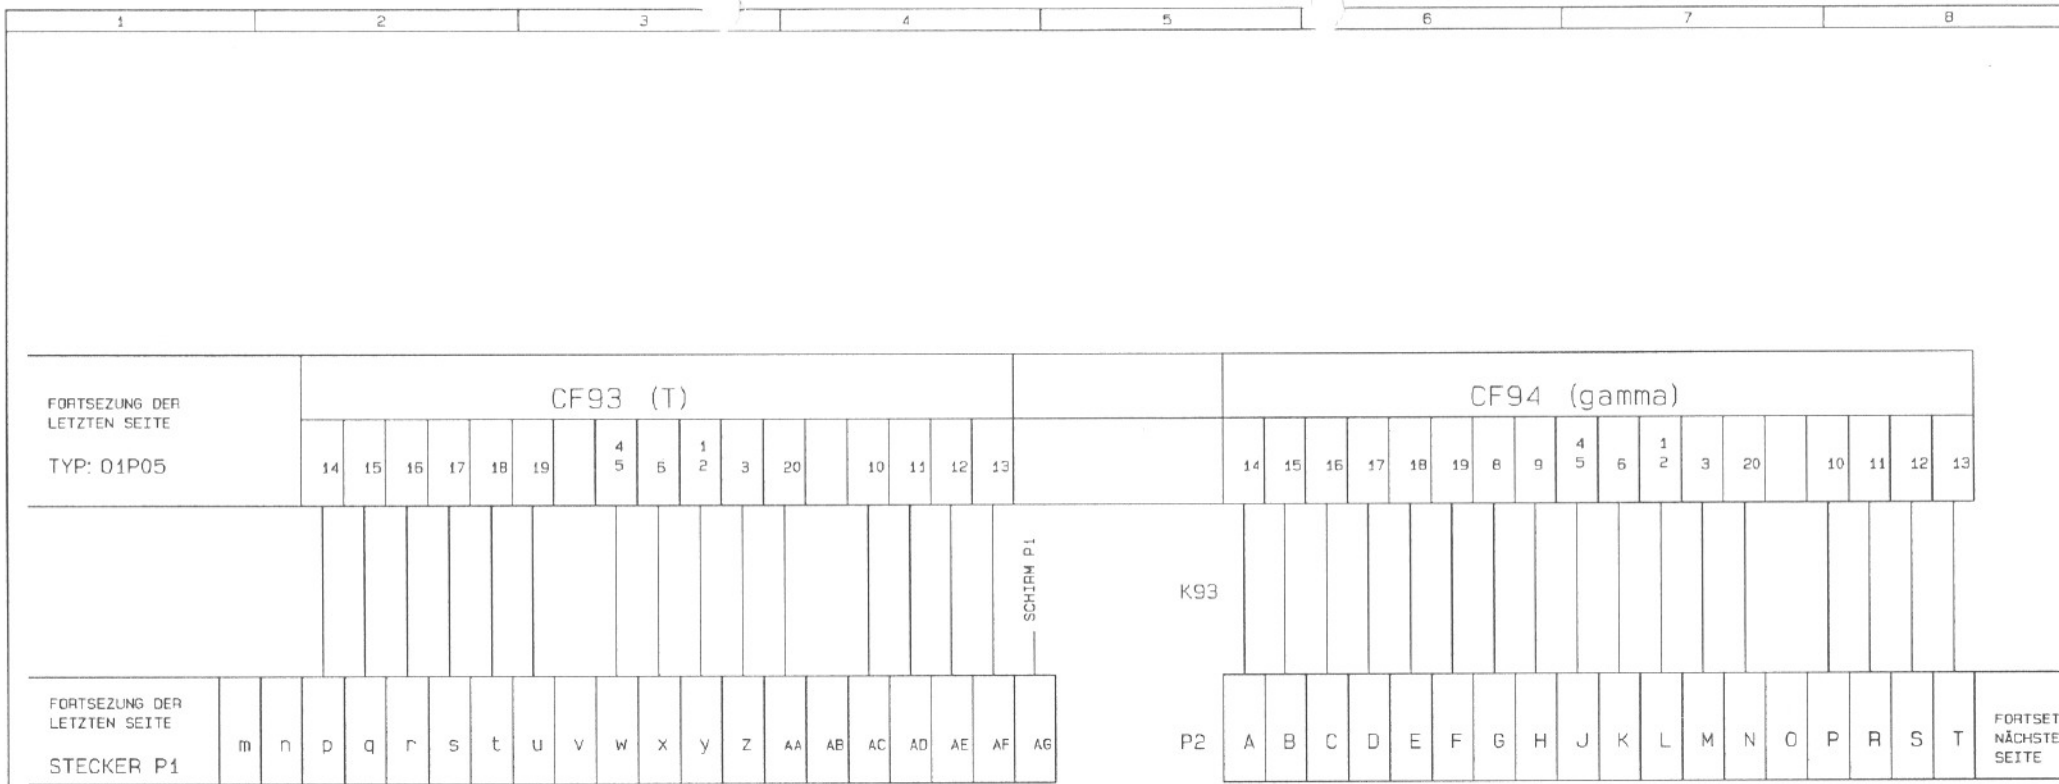 1 2 3 4 5 6 7 8
CF93 (T)
CF94 (gamma)
FORTSEZUNG DER
LETZTEN SEITE
TYP: 01P05
14 15 16 17 18 19 4 5 6 1 2 3 20 10 11 12 13
14 15 16 17 18 19 8 9 4 5 6 1 2 3 20 10 11 12 13
SCHIRM P1
K93
FORTSEZUNG DER
LETZTEN SEITE
STECKER P1
m n p q r s t u v w x y z AA AB AC AD AE AF AG
P2 A B C D E F G H J K L M N O P R S T
FORTSET
NÄCHSTE
SEITE